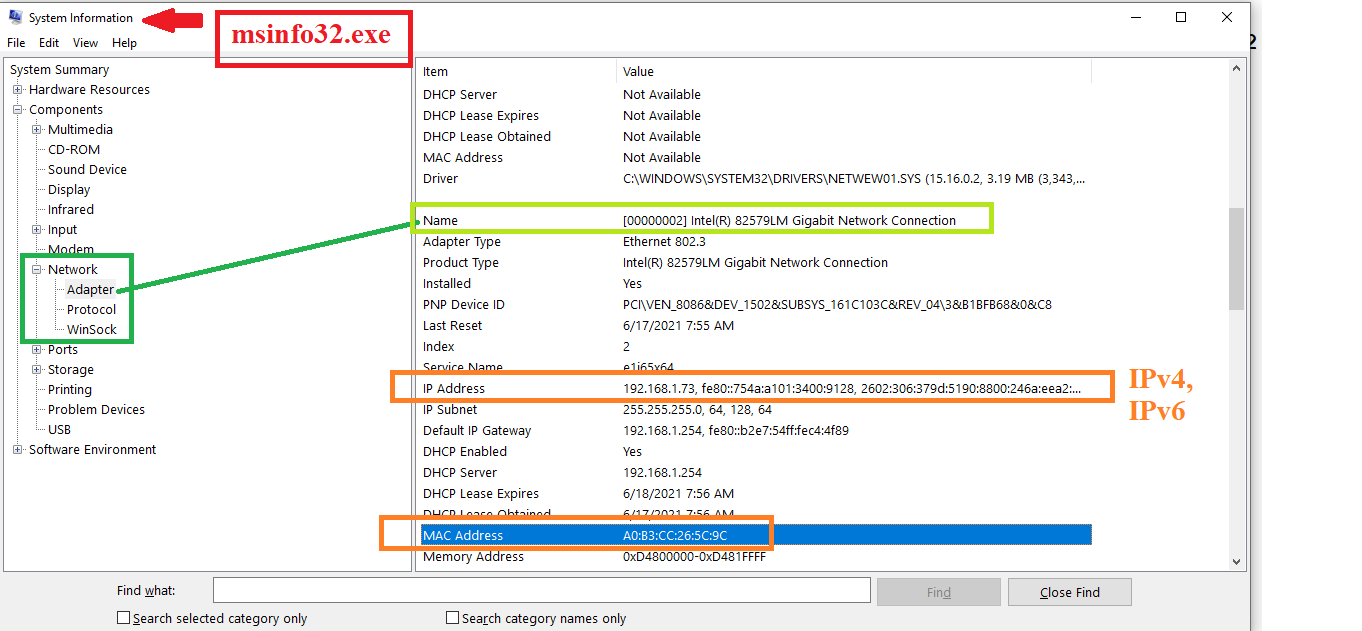 System Information
msinfo32.exe
File Edit View Help
2
System Summary
Hardware Resources
Components
Multimedia
CD-ROM
Sound Device
Display
Infrared
Input
Modem
Network
Adapter
Protocol
WinSock
Ports
Storage
Printing
Problem Devices
USB
Software Environment
Item Value
DHCP Server Not Available
DHCP Lease Expires Not Available
DHCP Lease Obtained Not Available
MAC Address Not Available
Driver C:\WINDOWS\SYSTEM32\DRIVERS\NETWEW01.SYS (15.16.0.2, 3.19 MB (3,343,...
Name [00000002] Intel(R) 82579LM Gigabit Network Connection
Adapter Type Ethernet 802.3
Product Type Intel(R) 82579LM Gigabit Network Connection
Installed Yes
PNP Device ID PCI\VEN_8086&DEV_1502&SUBSYS_161C103C&REV_04\3&B1BFB68&0&C8
Last Reset 6/17/2021 7:55 AM
Index 2
Service Name e1i65x64
IP Address 192.168.1.73, fe80::754a:a101:3400:9128, 2602:306:379d:5190:8800:246a:eea2:...
IPv4,
IPv6
IP Subnet 255.255.255.0, 64, 128, 64
Default IP Gateway 192.168.1.254, fe80::b2e7:54ff:fec4:4f89
DHCP Enabled Yes
DHCP Server 192.168.1.254
DHCP Lease Expires 6/18/2021 7:56 AM
DHCP Lease Obtained 6/17/2021 7:56 AM
MAC Address A0:B3:CC:26:5C:9C
Memory Address 0xD4800000-0xD481FFFF
Find what: Find Close Find
Search selected category only Search category names only